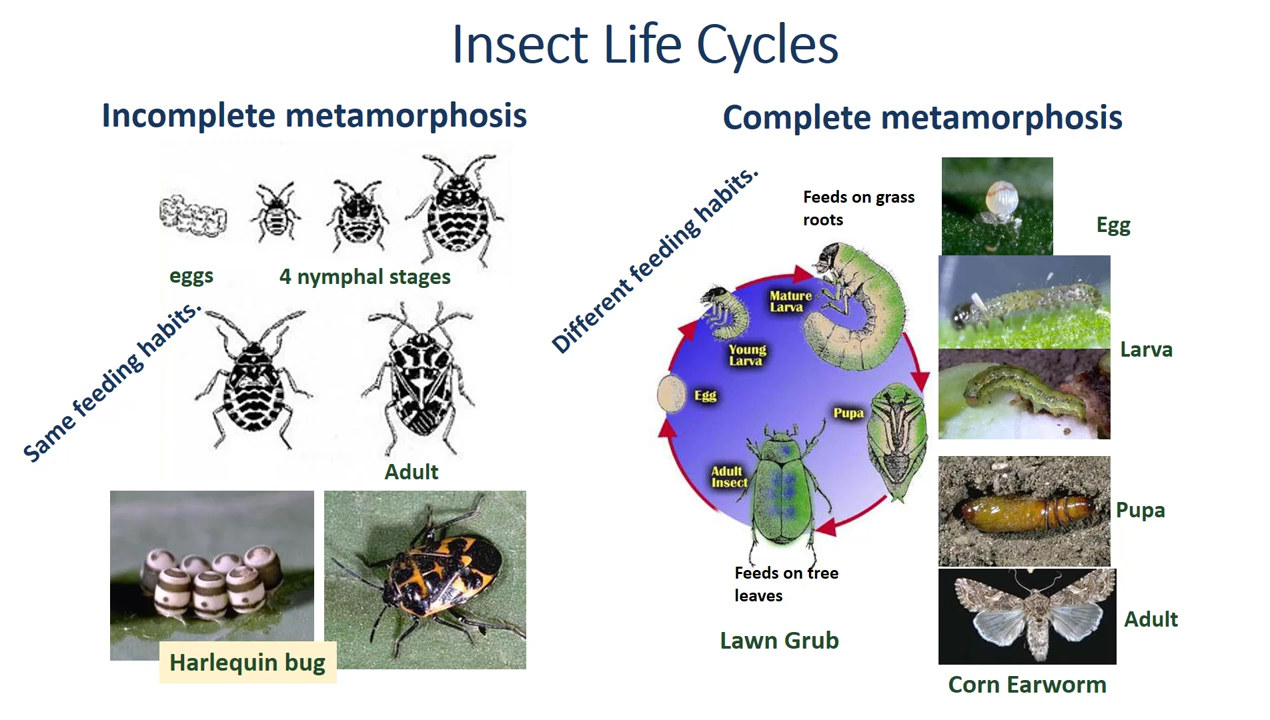 Insect Life Cycles
Incomplete metamorphosis
eggs
4 nymphal stages
Same feeding habits.
Adult
Harlequin bug
Complete metamorphosis
Different feeding habits.
Feeds on grass
roots
Mature
Larva
Young
Larva
Egg
Pupa
Adult
Insect
Feeds on tree
leaves
Lawn Grub
Egg
Larva
Pupa
Adult
Corn Earworm